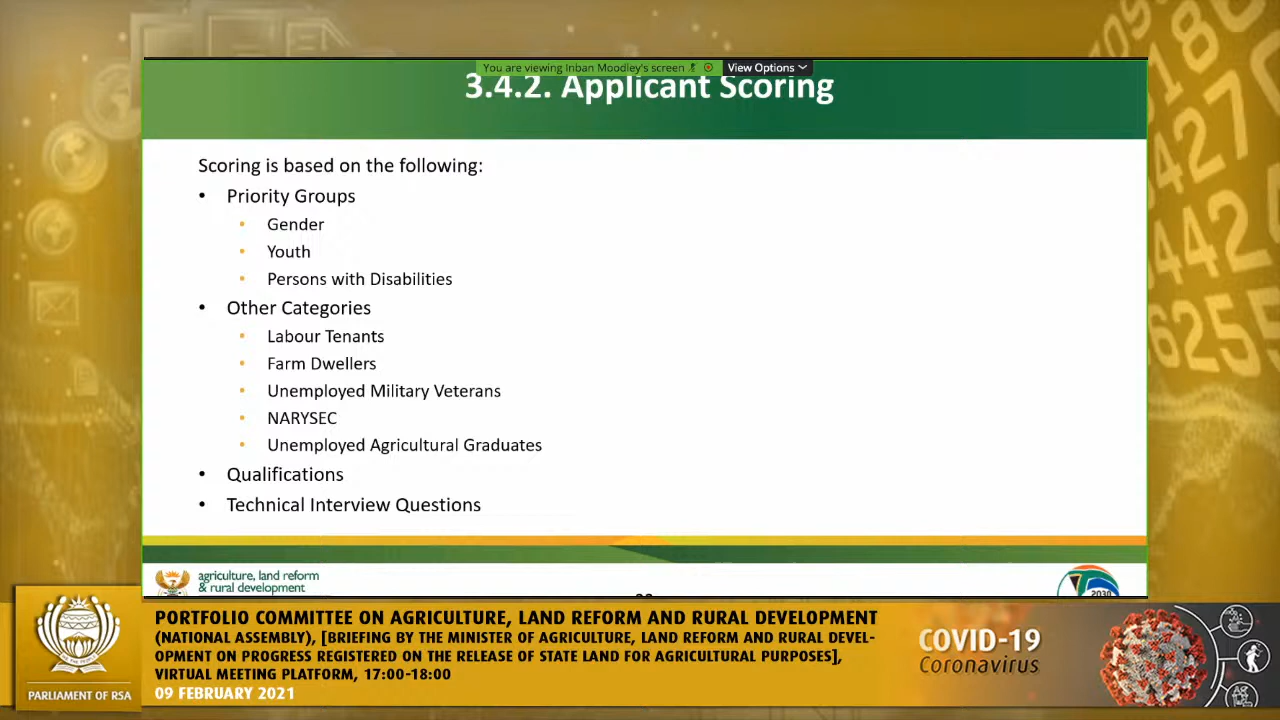 You are viewing Inban Moodley's screen
View Options
3.4.2. Applicant Scoring
Scoring is based on the following:
• Priority Groups
• Gender
• Youth
• Persons with Disabilities
• Other Categories
• Labour Tenants
• Farm Dwellers
• Unemployed Military Veterans
• NARYSEC
• Unemployed Agricultural Graduates
• Qualifications
• Technical Interview Questions
agriculture, land reform
& rural development
2030
PORTFOLIO COMMITTEE ON AGRICULTURE, LAND REFORM AND RURAL DEVELOPMENT
(NATIONAL ASSEMBLY), [BRIEFING BY THE MINISTER OF AGRICULTURE, LAND REFORM AND RURAL DEVEL-
OPMENT ON PROGRESS REGISTERED ON THE RELEASE OF STATE LAND FOR AGRICULTURAL PURPOSES],
VIRTUAL MEETING PLATFORM, 17:00-18:00
09 FEBRUARY 2021
PARLIAMENT OF RSA
COVID-19
Coronavirus